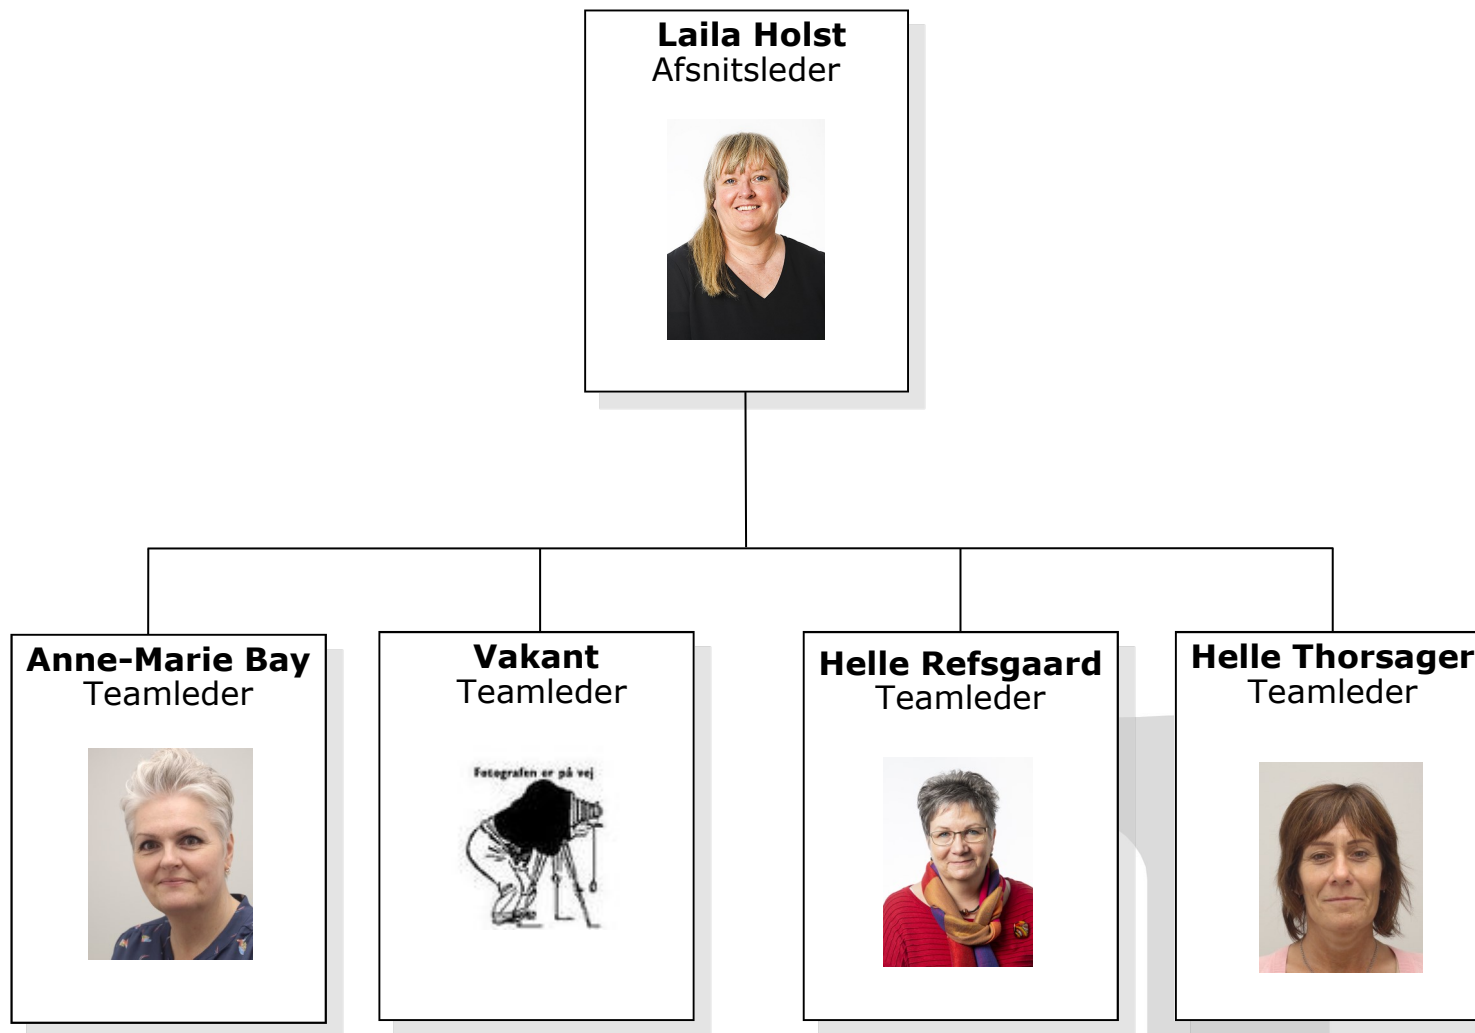 Laila Holst
Afsnitsleder
Anne-Marie Bay
Teamleder
Vakant
Teamleder
Fotografen er på vej
Helle Refsgaard
Teamleder
Helle Thorsager
Teamleder